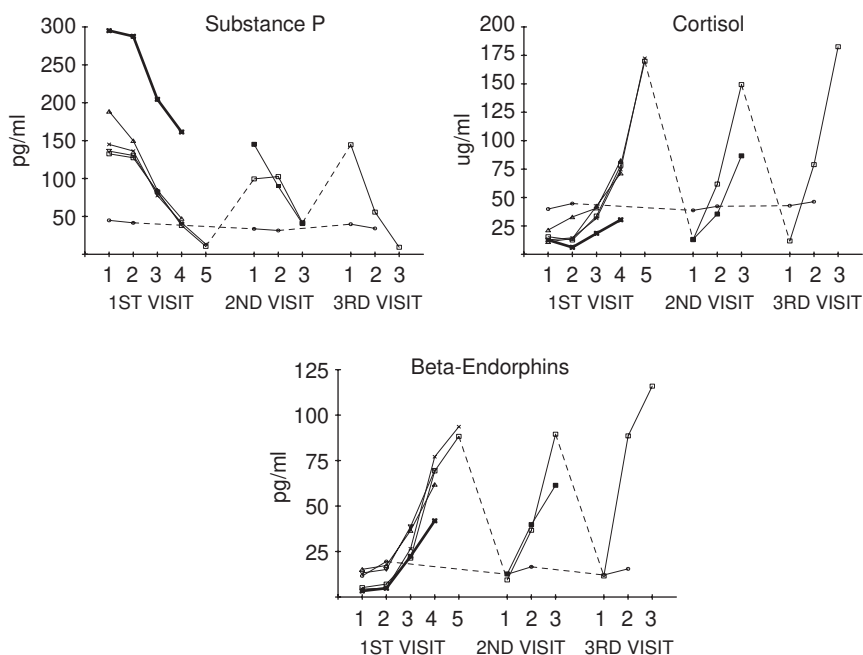 Substance P
300
250
200
150
100
50
pg/ml
1 2 3 4 5 1 2 3 1 2 3
1ST VISIT 2ND VISIT 3RD VISIT
Cortisol
200
175
150
125
100
75
50
25
ug/ml
1 2 3 4 5 1 2 3 1 2 3
1ST VISIT 2ND VISIT 3RD VISIT
Beta-Endorphins
125
100
75
50
25
pg/ml
1 2 3 4 5 1 2 3 1 2 3
1ST VISIT 2ND VISIT 3RD VISIT